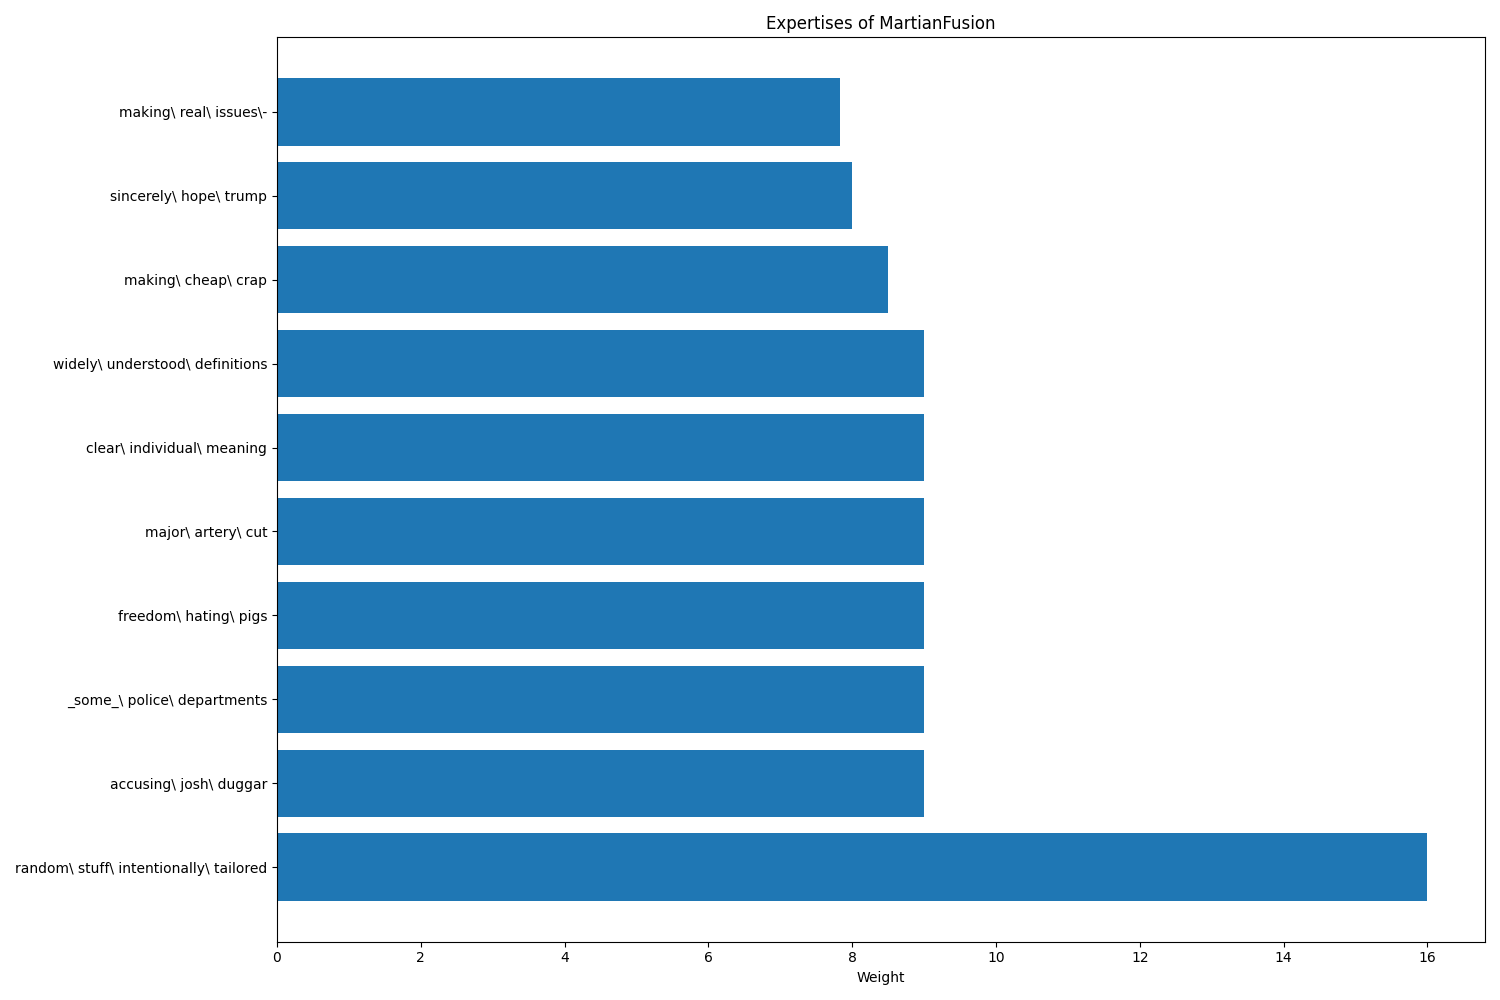 Expertises of MartianFusion
making\ real\ issues\-
sincerely\ hope\ trump
making\ cheap\ crap
widely\ understood\ definitions
clear\ individual\ meaning
major\ artery\ cut
freedom\ hating\ pigs
_some_\ police\ departments
accusing\ josh\ duggar
random\ stuff\ intentionally\ tailored
0 2 4 6 8 10 12 14 16
Weight